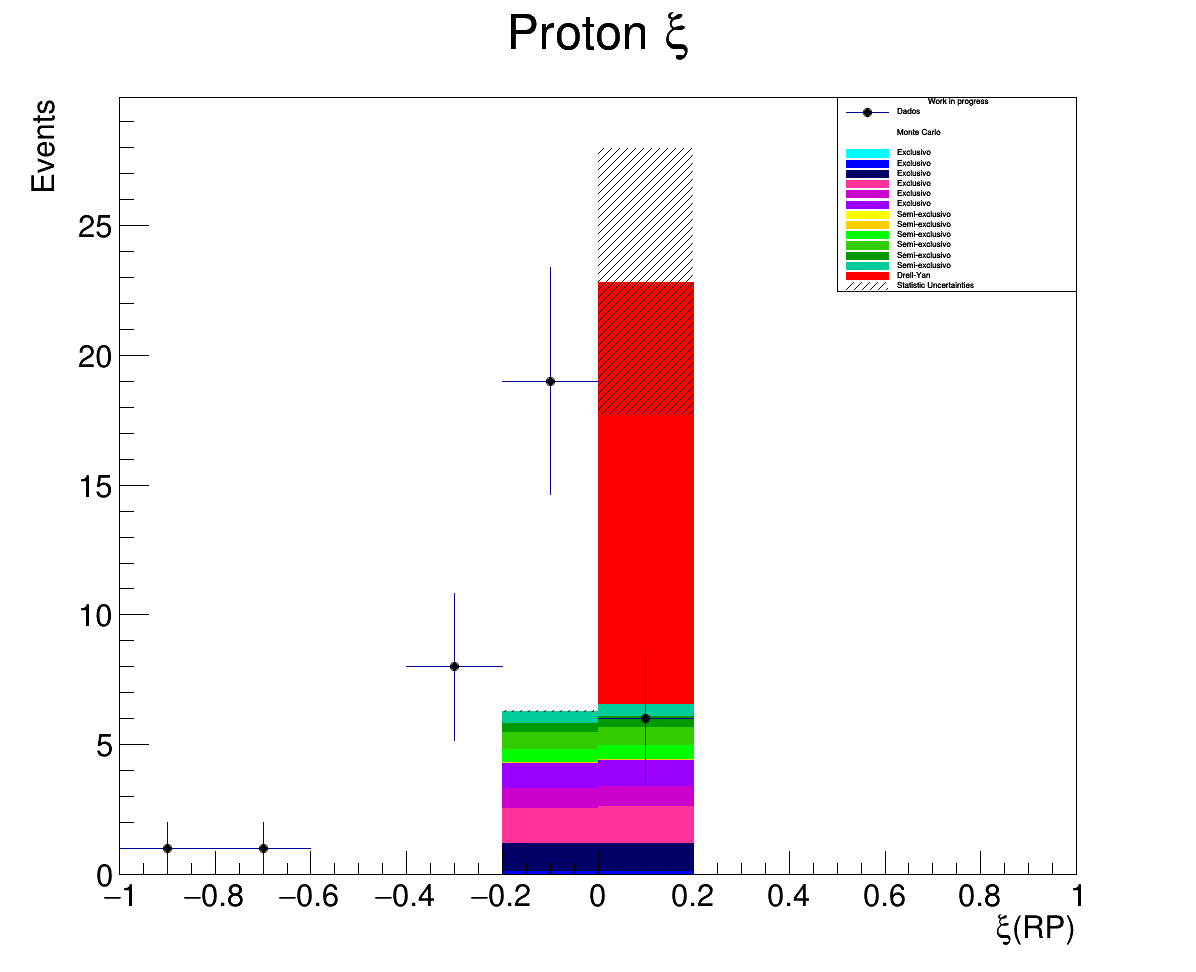 Proton ξ
Events
Work in progress
Dados
Monte Carlo
Exclusivo
Exclusivo
Exclusivo
Exclusivo
Exclusivo
Exclusivo
Semi-exclusivo
Semi-exclusivo
Semi-exclusivo
Semi-exclusivo
Semi-exclusivo
Semi-exclusivo
Drell-Yan
Statistic Uncertainties
25
20
15
10
5
0
−1 −0.8 −0.6 −0.4 −0.2 0 0.2 0.4 0.6 0.8 1
ξ(RP)